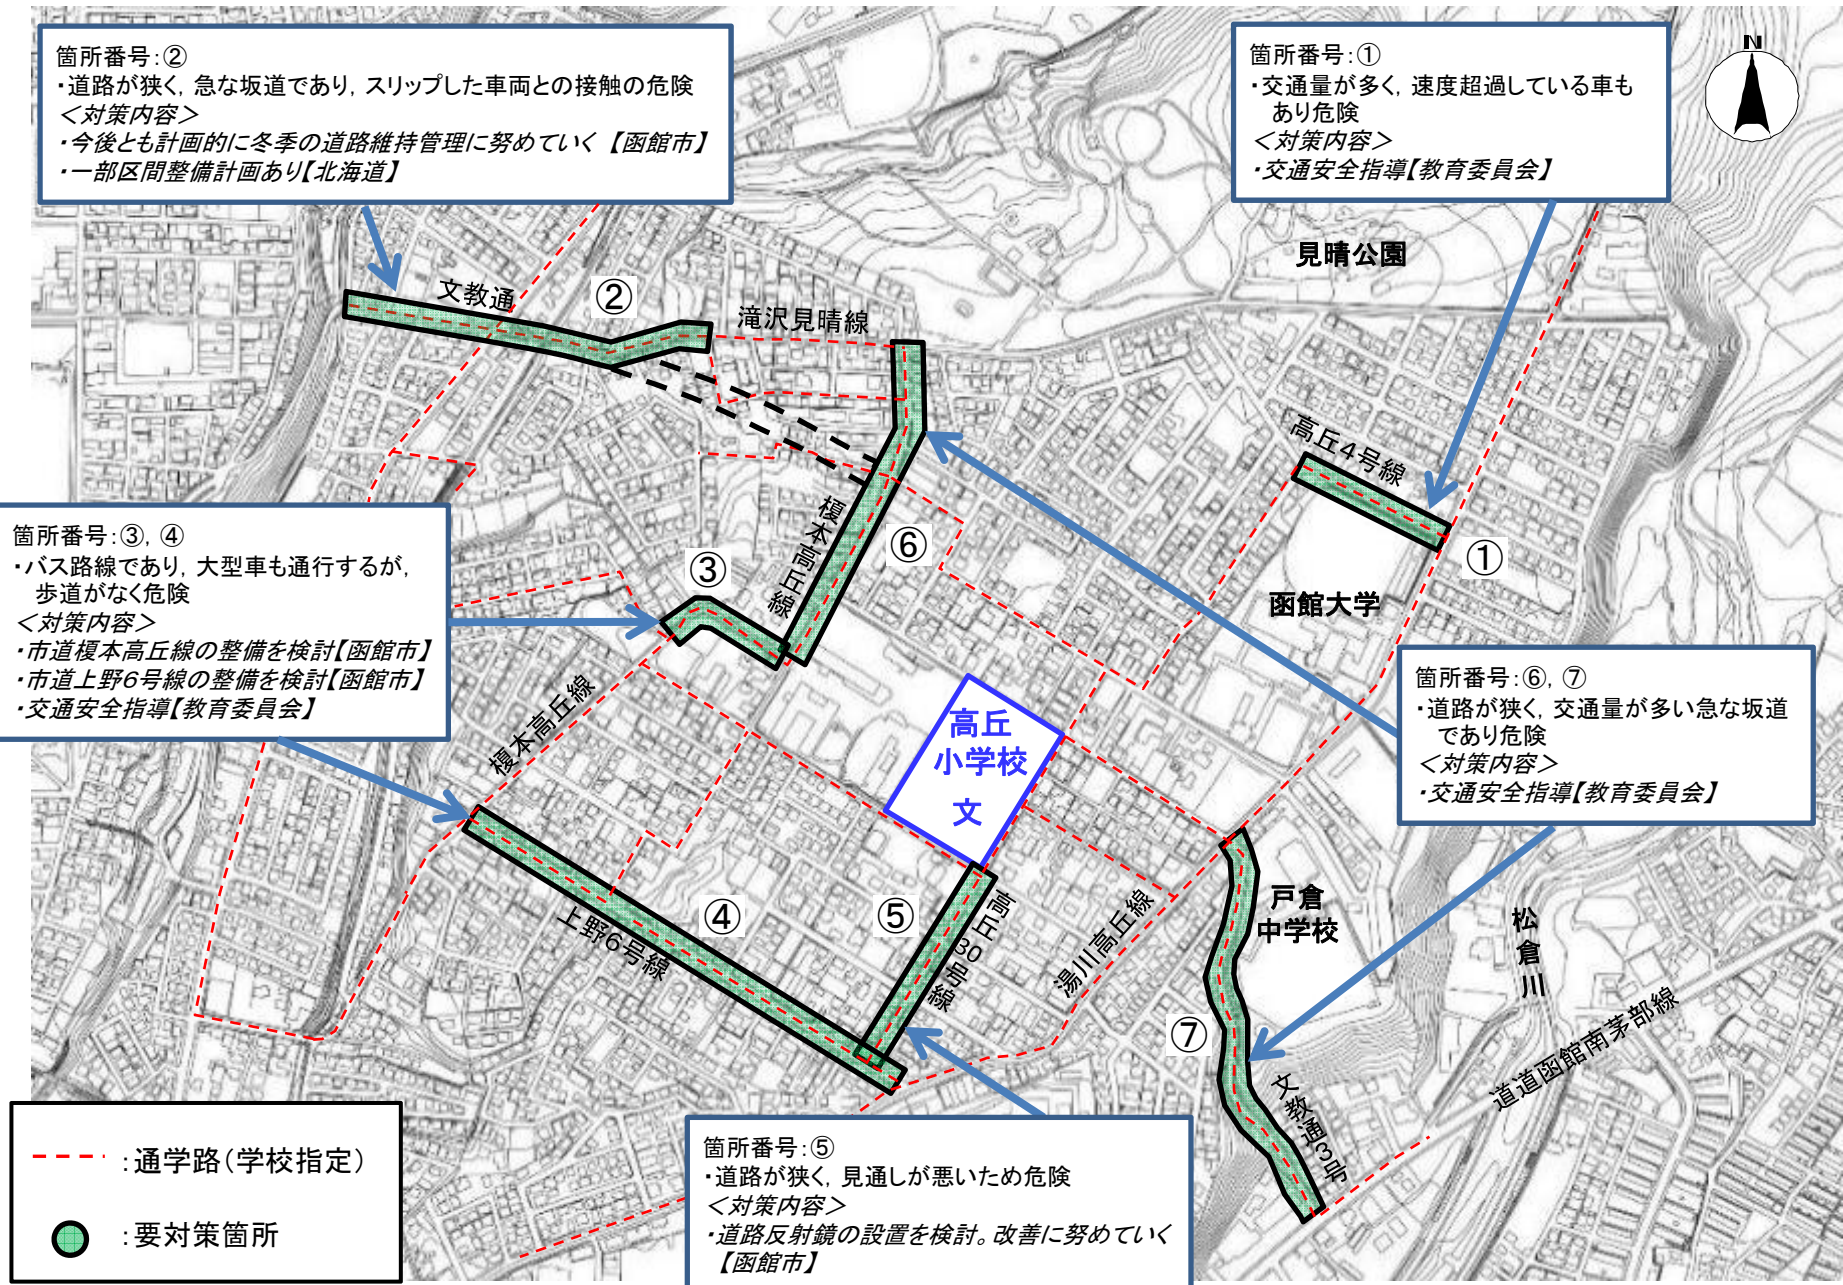 箇所番号:②
・道路が狭く,急な坂道であり,スリップした車両との接触の危険
＜対策内容＞
・今後とも計画的に冬季の道路維持管理に努めていく【函館市】
・一部区間整備計画あり【北海道】
箇所番号:①
・交通量が多く,速度超過している車も
あり危険
＜対策内容＞
・交通安全指導【教育委員会】
N
見晴公園
文教通
②
滝沢見晴線
高丘4号線
①
函館大学
箇所番号:③,④
・バス路線であり,大型車も通行するが,
歩道がなく危険
＜対策内容＞
・市道榎本高丘線の整備を検討【函館市】
・市道上野6号線の整備を検討【函館市】
・交通安全指導【教育委員会】
榎本高丘線
⑥
③
箇所番号:⑥,⑦
・道路が狭く,交通量が多い急な坂道
であり危険
＜対策内容＞
・交通安全指導【教育委員会】
榎本高丘線
高丘
小学校
文
④
上野6号線
⑤
高丘30号線
湯川高丘線
戸倉
中学校
松倉川
⑦
文教通3号
道道函館南茅部線
箇所番号:⑤
・道路が狭く,見通しが悪いため危険
＜対策内容＞
・道路反射鏡の設置を検討。改善に努めていく
【函館市】
:通学路(学校指定)
:要対策箇所